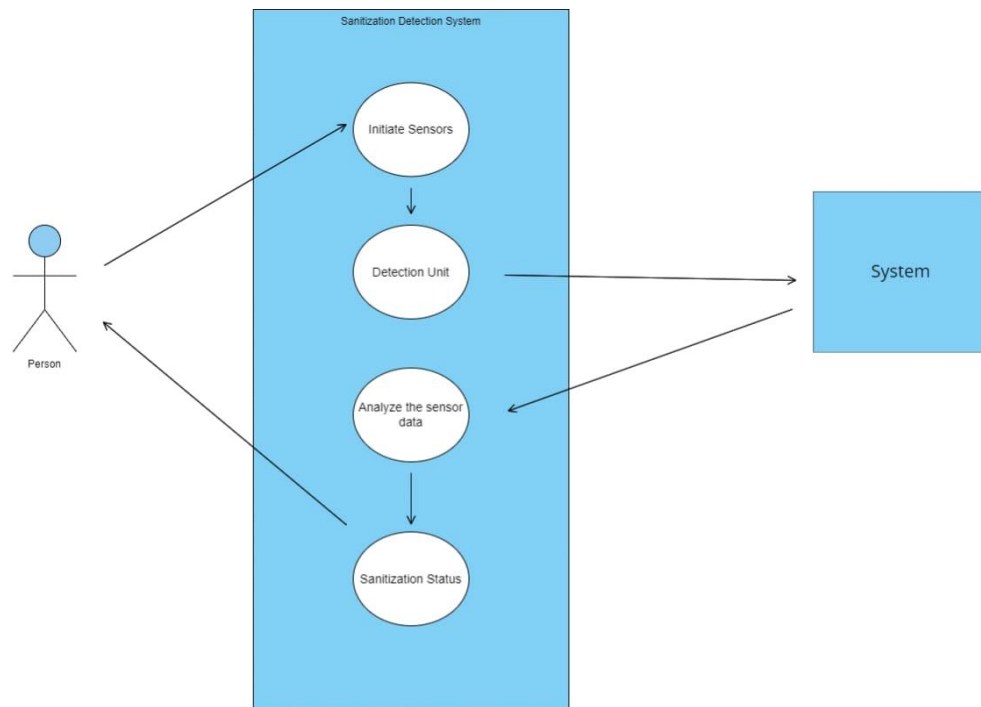 Sanitization Detection System
Initiate Sensors
Detection Unit
System
Person
Analyze the sensor
data
Sanitization Status